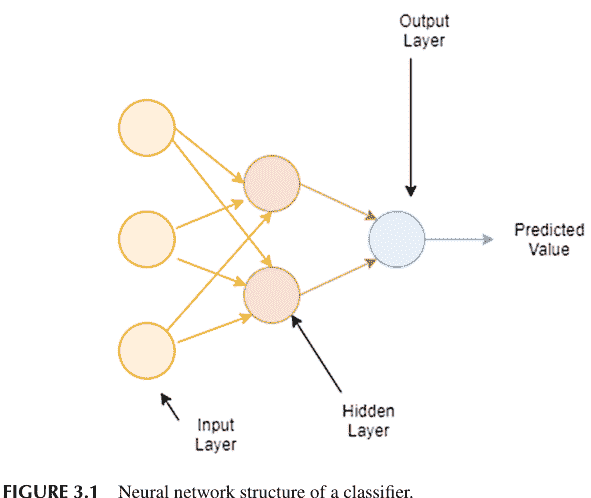 Output
Layer
Predicted
Value
Hidden
Layer
Input
Layer
FIGURE 3.1 Neural network structure of a classifier.